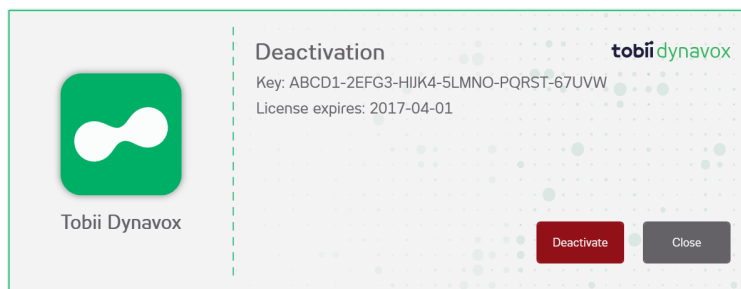 Deactivation
tobii dynavox
Key: ABCD1-2EFG3-HIJK4-5LMNO-PQRST-67UVW
License expires: 2017-04-01
Tobii Dynavox
Deactivate
Close